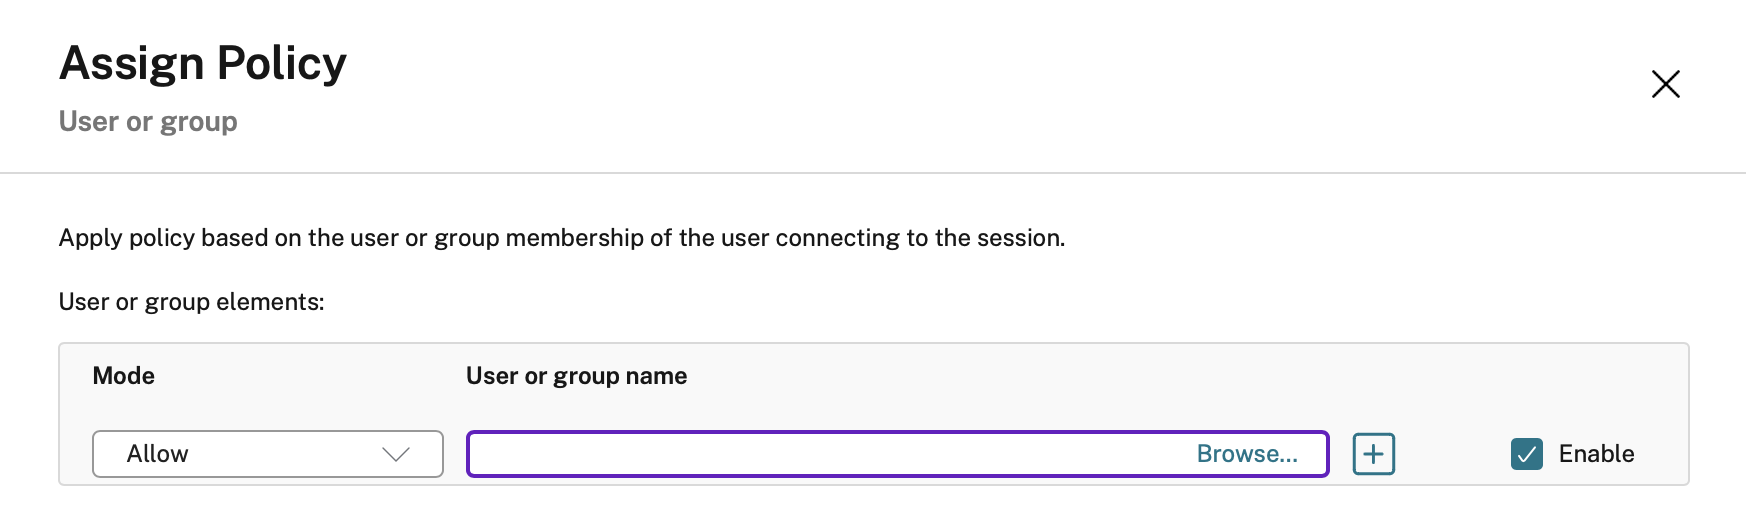 Assign Policy
User or group
Apply policy based on the user or group membership of the user connecting to the session.
User or group elements:
Mode User or group name
Allow Browse... Enable